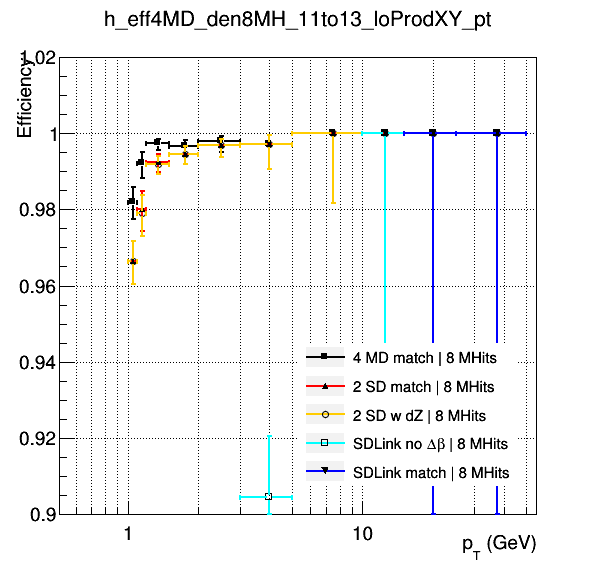 h_eff4MD_den8MH_11to13_loProdXY_pt
Efficiency
1.02
1
0.98
0.96
0.94
0.92
0.9
4 MD match | 8 MHits
2 SD match | 8 MHits
2 SD w dZ | 8 MHits
SDLink no Δβ | 8 MHits
SDLink match | 8 MHits
1
10
p_T (GeV)